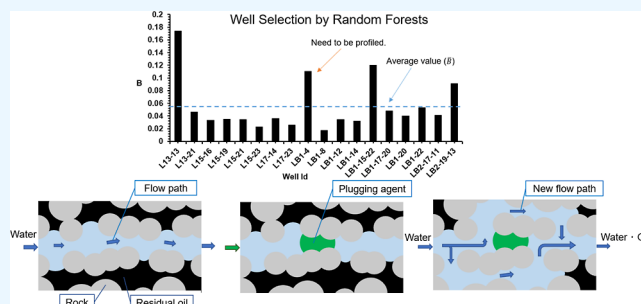 Well Selection by Random Forests
0.2
0.18
0.16
0.14
0.12
0.1
0.08
0.06
0.04
0.02
0
B
Need to be profiled.
Average value (B̄)
L13-13
L13-21
L15-16
L15-19
L15-21
L15-23
L17-14
L17-23
LB1-4
LB1-8
LB1-12
LB1-14
LB1-15-22
LB1-17-20
LB1-20
LB1-22
LB2-17-11
LB2-19-13
Well Id
Flow path
Plugging agent
New flow path
Water
Water
Water ·
Rock
Residual oil